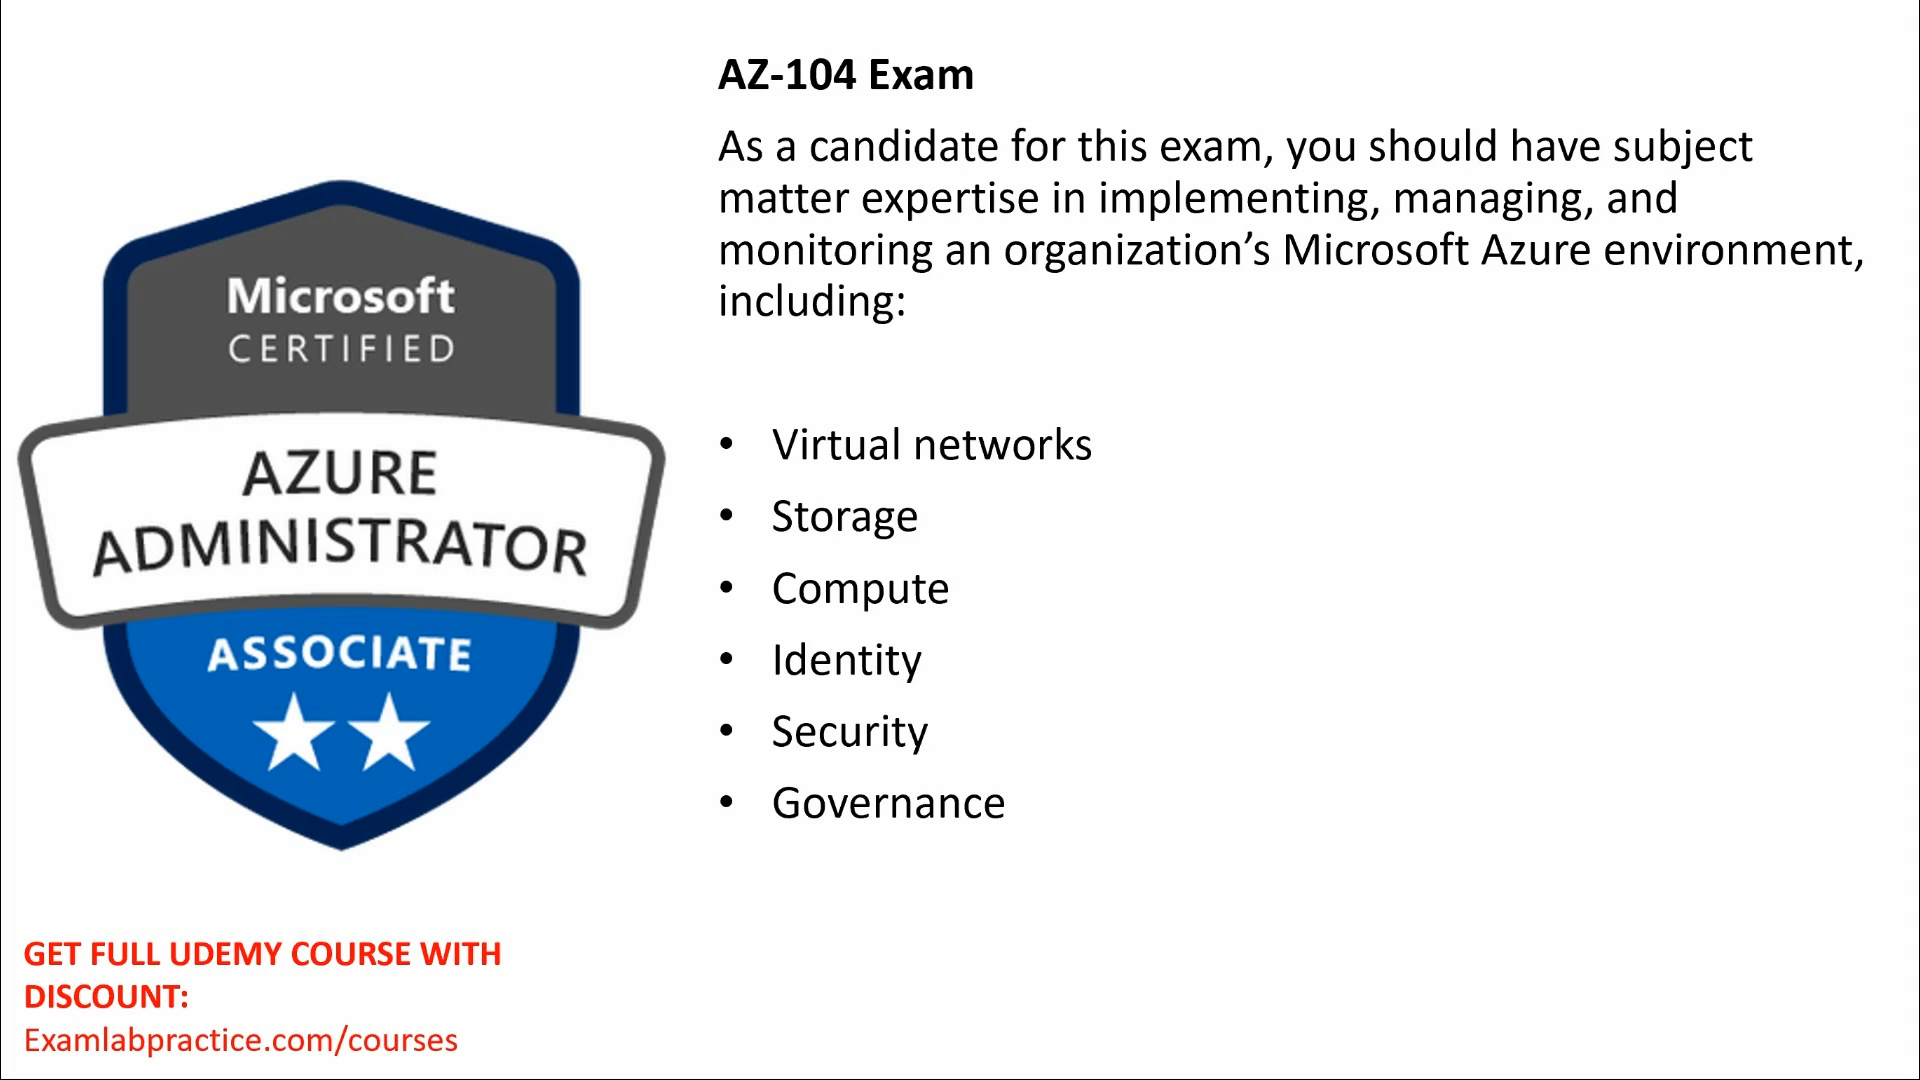 AZ-104 Exam
As a candidate for this exam, you should have subject
matter expertise in implementing, managing, and
monitoring an organization’s Microsoft Azure environment,
including:
• Virtual networks
• Storage
• Compute
• Identity
• Security
• Governance
Microsoft
CERTIFIED
AZURE
ADMINISTRATOR
ASSOCIATE
GET FULL UDEMY COURSE WITH
DISCOUNT:
Examlabpractice.com/courses